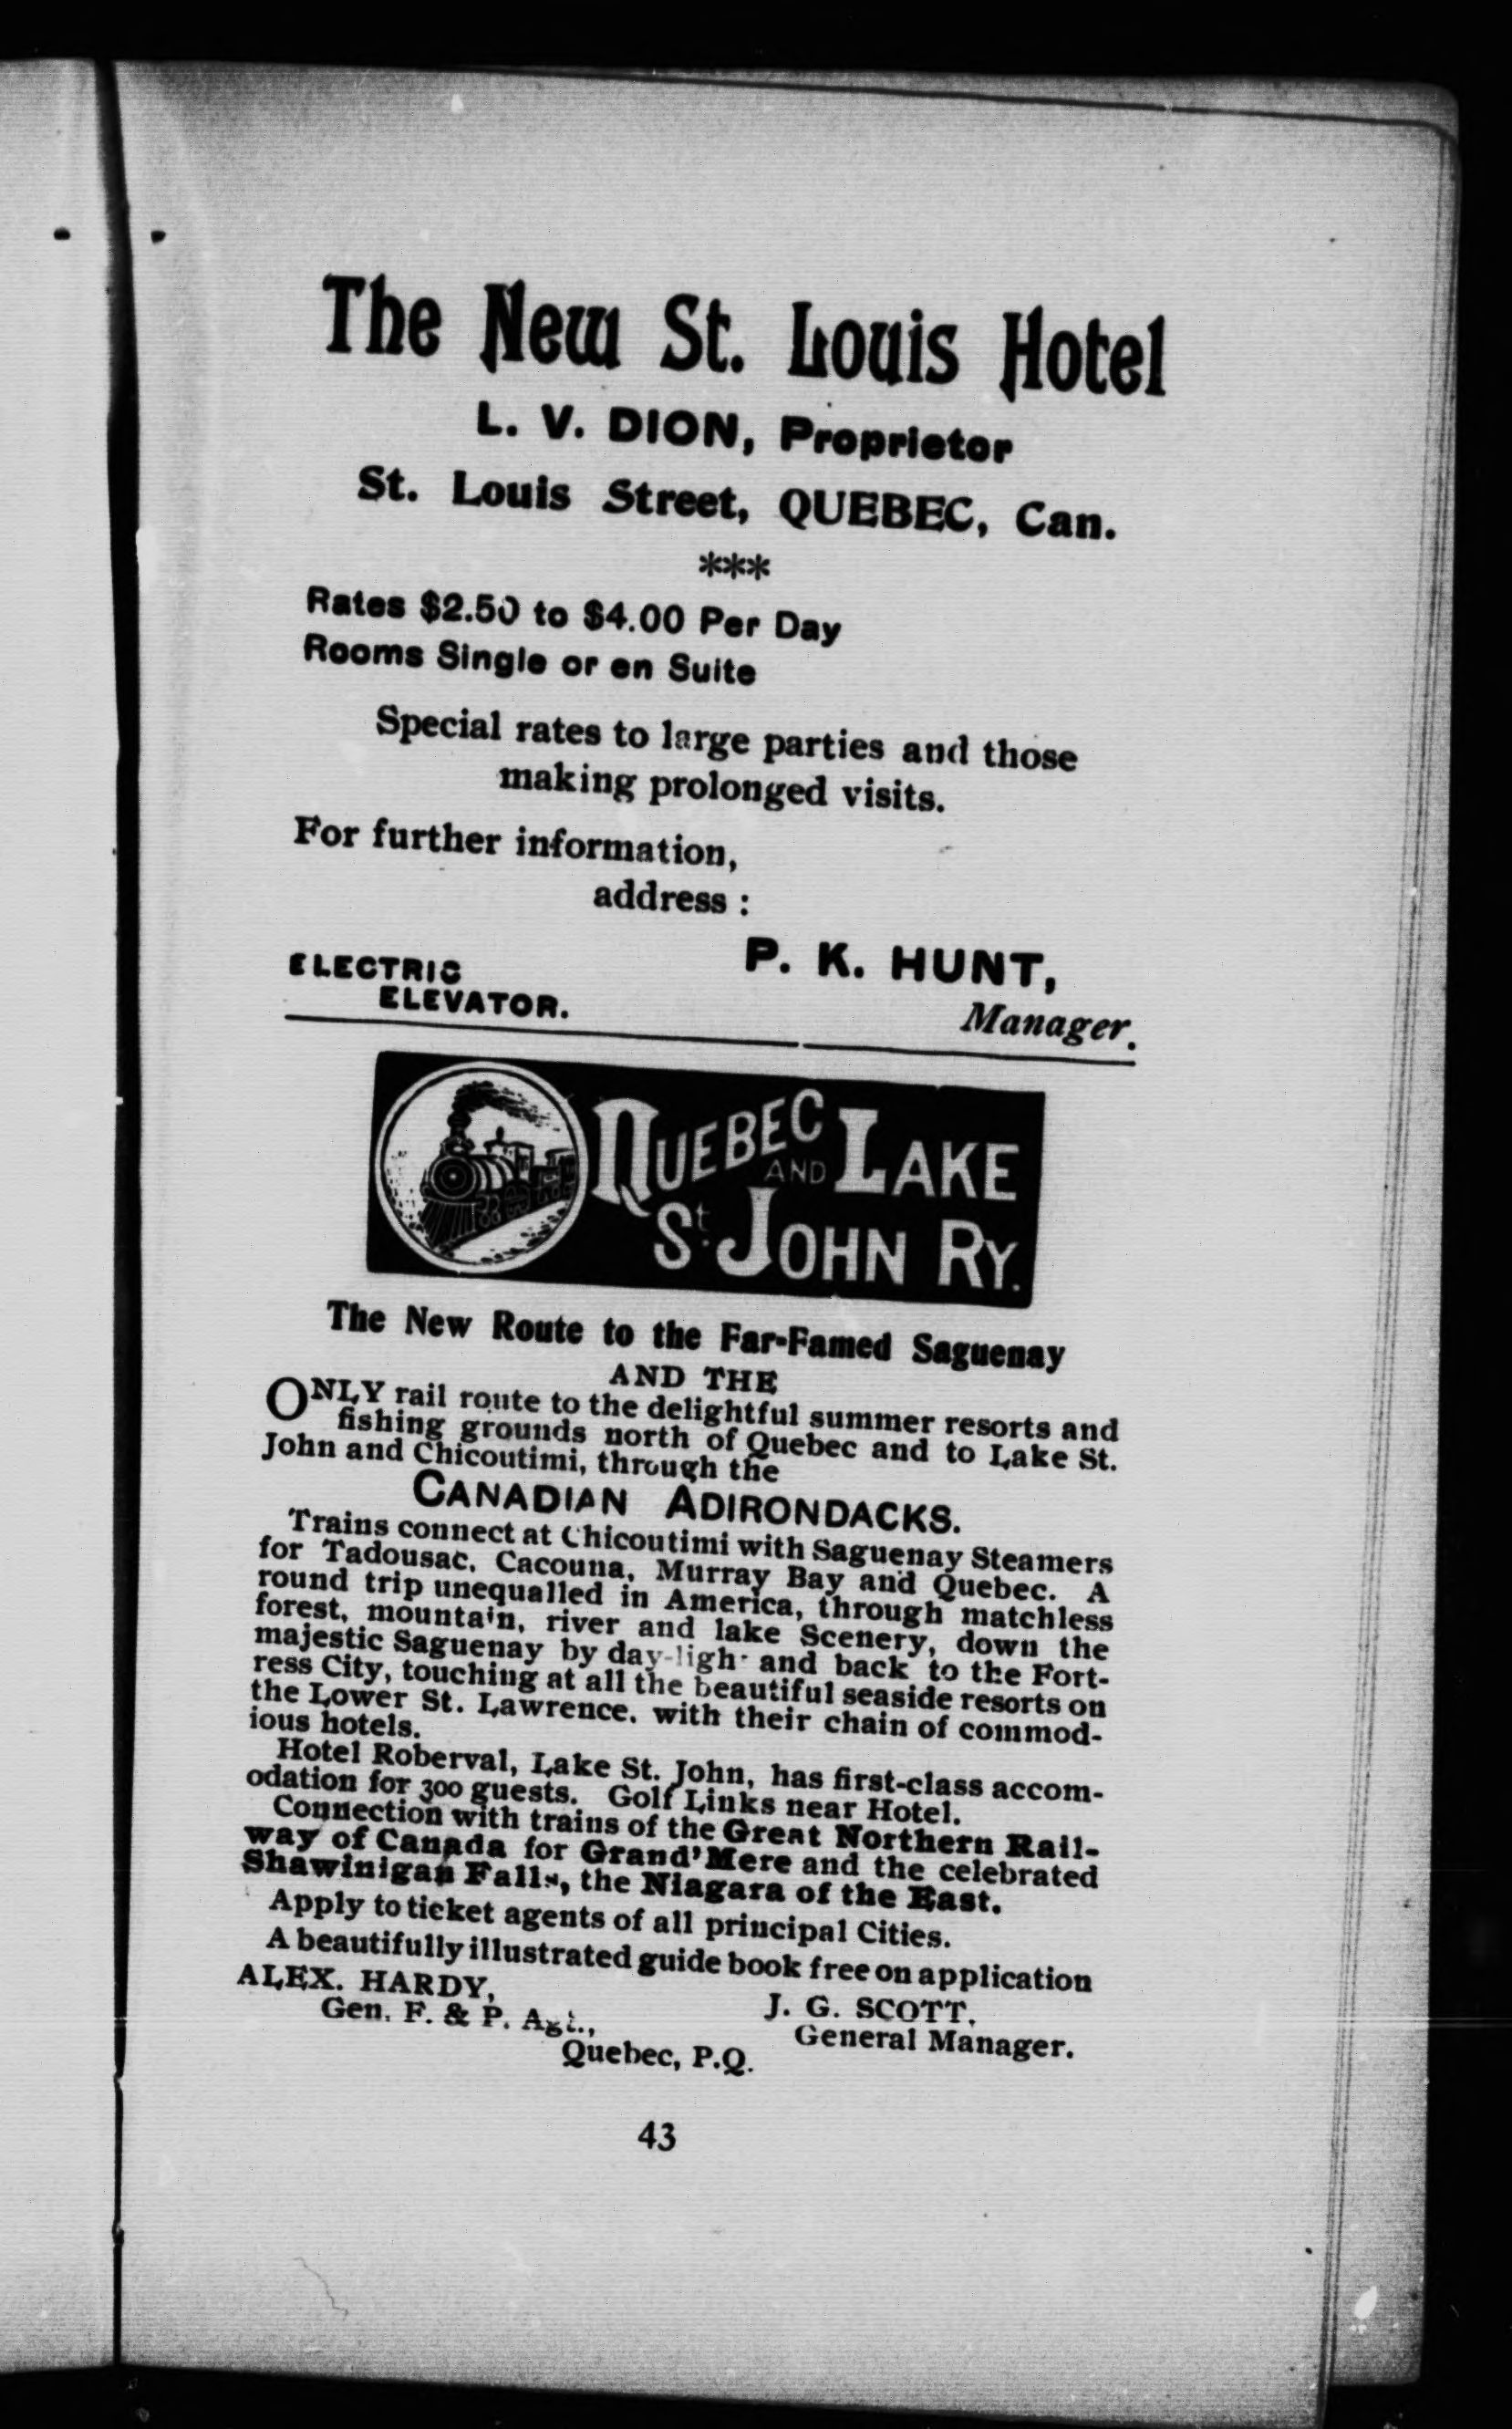 The New St. Louis Hotel
L. V. DION, Proprietor
St. Louis Street, QUEBEC, Can.
***
Rates $2.50 to $4.00 Per Day
Rooms Single or en Suite
Special rates to large parties and those
making prolonged visits.
For further information,
address :
P. K. HUNT,
Manager.
ELECTRIC
ELEVATOR.
QUEBEC AND LAKE
St. JOHN RY.
The New Route to the Far-Famed Saguenay
AND THE
ONLY rail route to the delightful summer resorts and
fishing grounds north of Quebec and to Lake St.
John and Chicoutimi, through the
CANADIAN ADIRONDACKS.
Trains connect at Chicoutimi with Saguenay Steamers
for Tadousac, Cacouna, Murray Bay and Quebec. A
round trip unequalled in America, through matchless
forest, mountain, river and lake Scenery, down the
majestic Saguenay by day-light and back to the Fort-
ress City, touching at all the beautiful seaside resorts on
the Lower St. Lawrence, with their chain of commod-
ious hotels.
Hotel Roberval, Lake St. John, has first-class accom-
odation for 300 guests. Golf Links near Hotel.
Connection with trains of the Great Northern Rail-
way of Canada for Grand'Mere and the celebrated
Shawinigan Falls, the Niagara of the East.
Apply to ticket agents of all principal Cities.
A beautifully illustrated guide book free on application
ALEX. HARDY,
Gen. F. & P. Agt.,
J. G. SCOTT,
General Manager.
Quebec, P.Q.
43